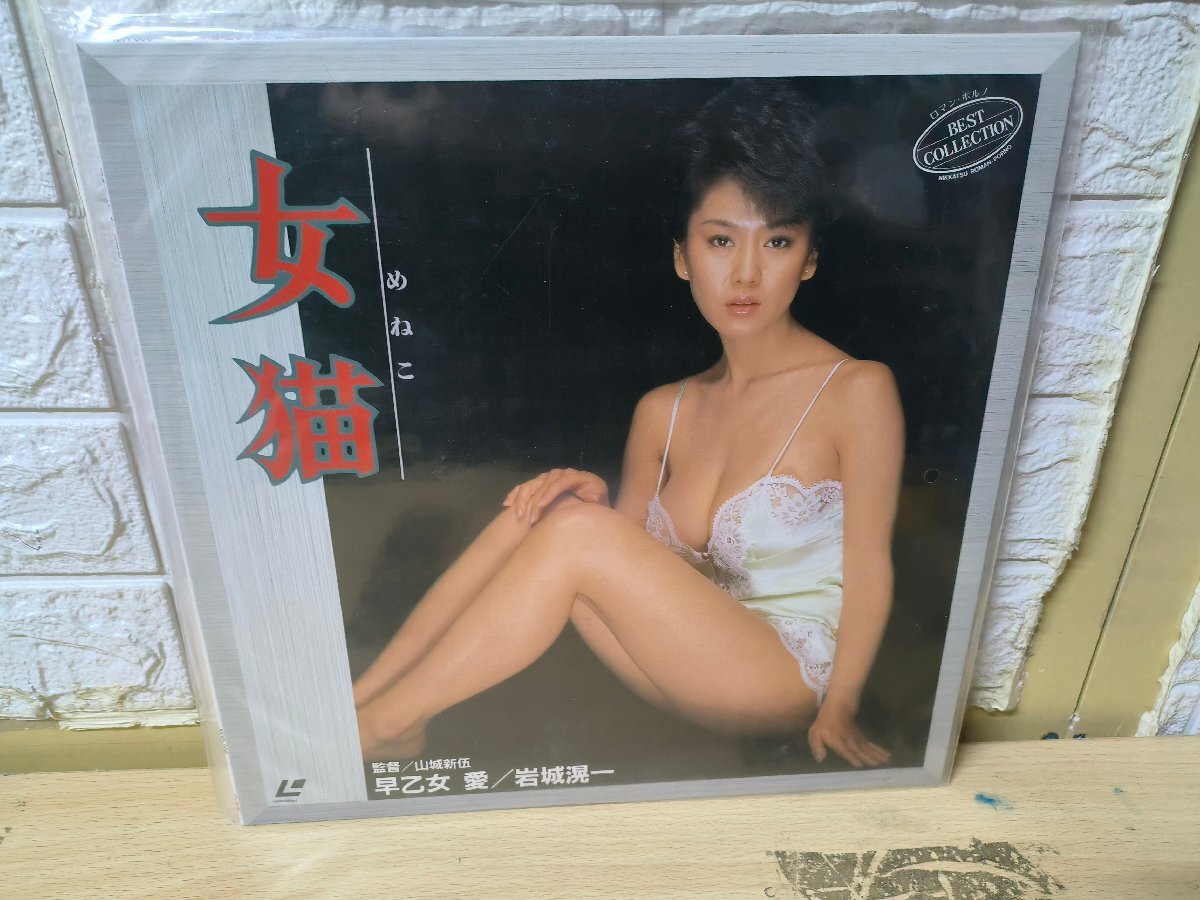 女猫
めねこ
ロマン・ポルノ
BEST
COLLECTION
NIKKATSU ROMAN-PORNO
監督／山城新伍
早乙女 愛／岩城滉一